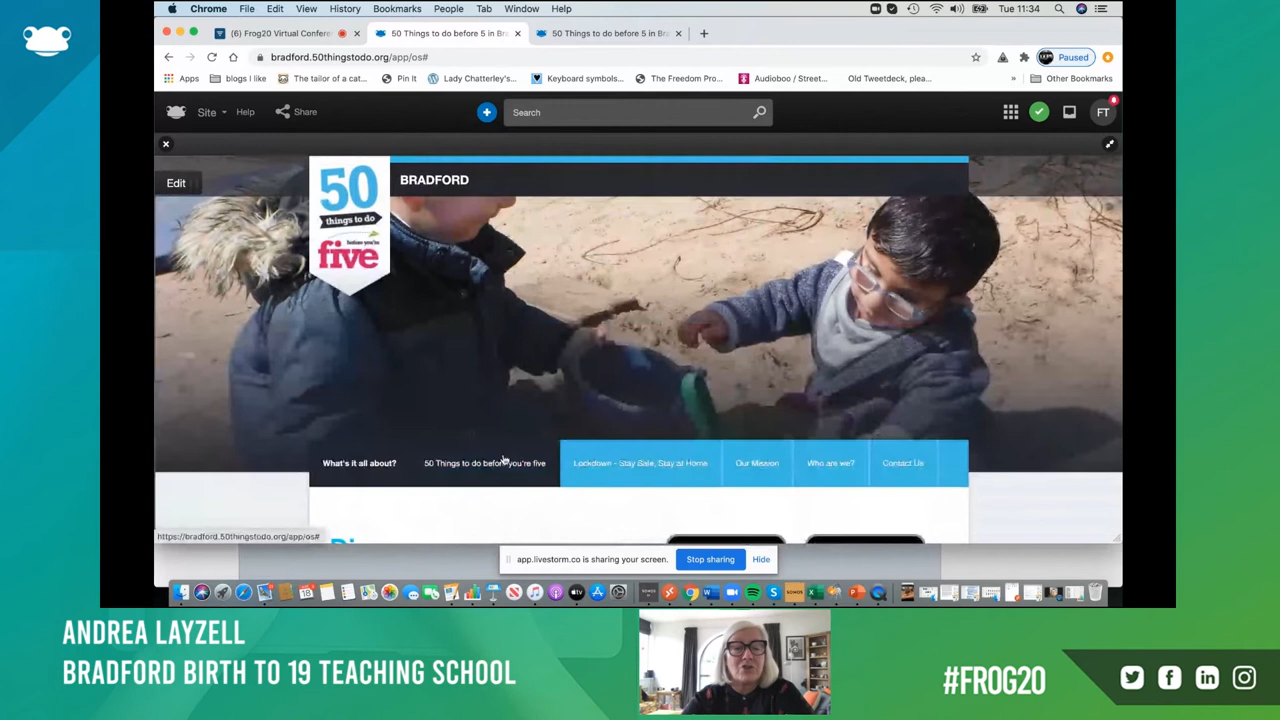 Chrome File Edit View History Bookmarks People Tab Window Help Tue 11:34
(6) Frog20 Virtual Confere 50 Things to do before 5 in Bra 50 Things to do before 5 in Bra
bradford.50thingstodo.org/app/os# Paused
Apps blogs I like The tailor of a cat... Pin It Lady Chatterley's... Keyboard symbols... The Freedom Pro... Audioboo / Street... Old Tweetdeck, plea... » Other Bookmarks
Site Help Share Search FT
Edit
50
things to do
before you're
five
BRADFORD
What's it all about? 50 Things to do before you're five Lockdown - Stay Safe, Stay at Home Our Mission Who are we? Contact Us
https://bradford.50thingstodo.org/app/os#
app.livestorm.co is sharing your screen. Stop sharing Hide
ANDREA LAYZELL
BRADFORD BIRTH TO 19 TEACHING SCHOOL
#FROG20